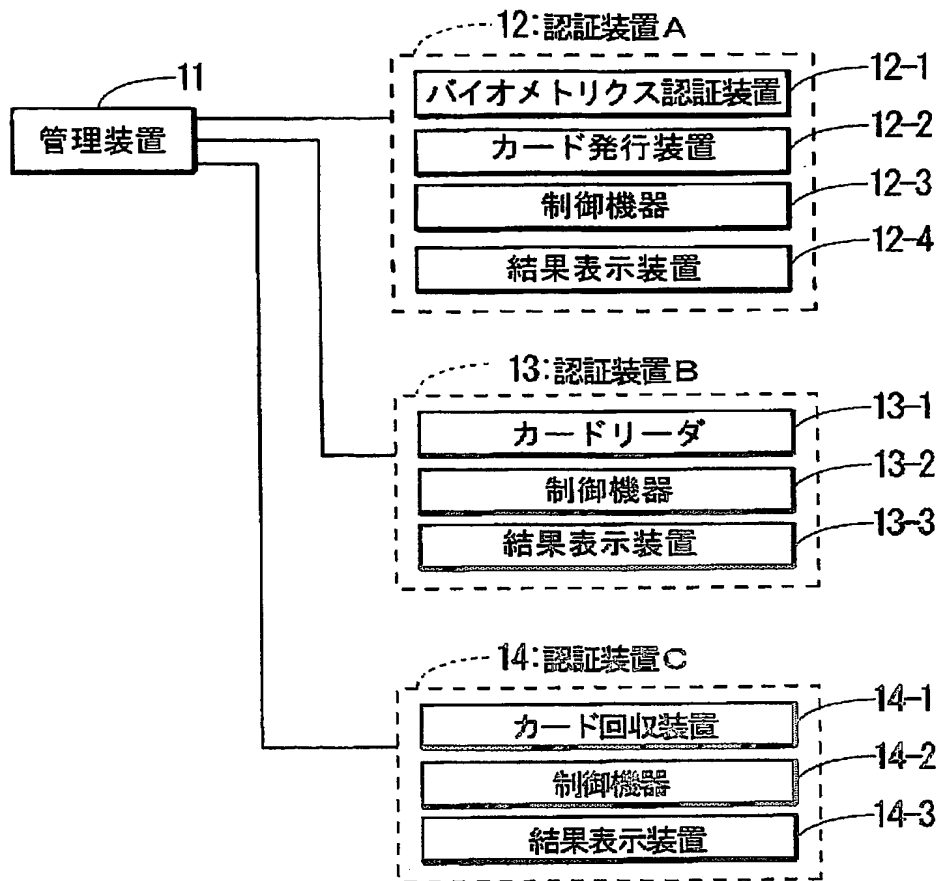 11
管理装置
12:認証装置A
バイオメトリクス認証装置
12-1
カード発行装置
12-2
制御機器
12-3
結果表示装置
12-4
13:認証装置B
カードリーダ
13-1
制御機器
13-2
結果表示装置
13-3
14:認証装置C
カード回収装置
14-1
制御機器
14-2
結果表示装置
14-3